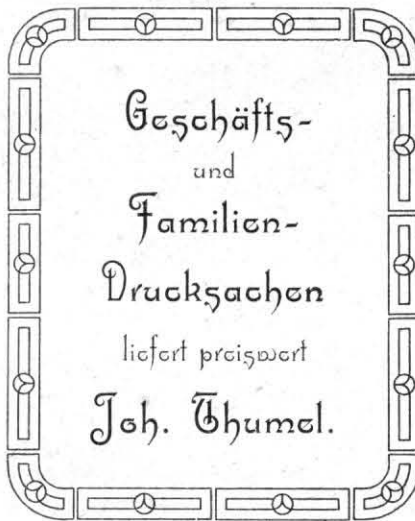 Geschäfts-
und
Familien-
Drucksachen
liefert preiswert
Joh. Thumel.